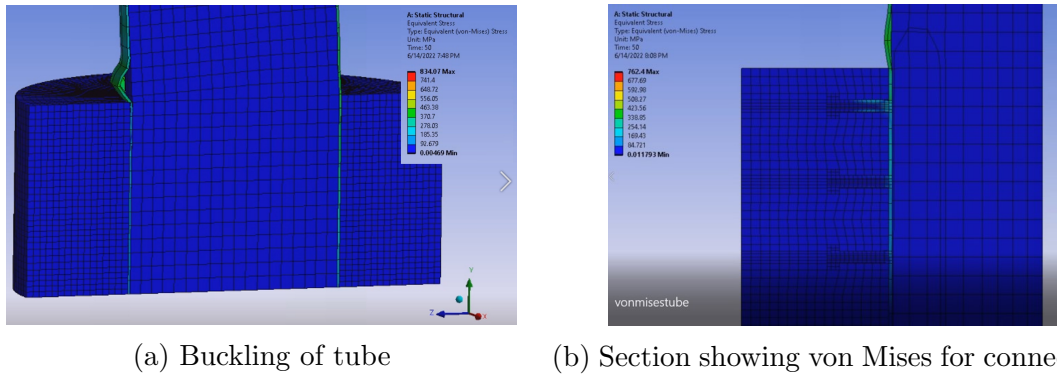 A: Static Structural
Equivalent Stress
Type: Equivalent (von-Mises) Stress
Unit: MPa
Time: 50
6/14/2022 7:48 PM
834.07 Max
741.4
648.72
556.05
463.38
370.7
278.03
185.35
92.679
0.00469 Min
Y
Z
X
(a) Buckling of tube
A: Static Structural
Equivalent Stress
Type: Equivalent (von-Mises) Stress
Unit: MPa
Time: 50
6/14/2022 8:08 PM
762.4 Max
677.69
592.98
508.27
423.56
338.85
254.14
169.43
84.721
0.011793 Min
vonmisestube
(b) Section showing von Mises for conne